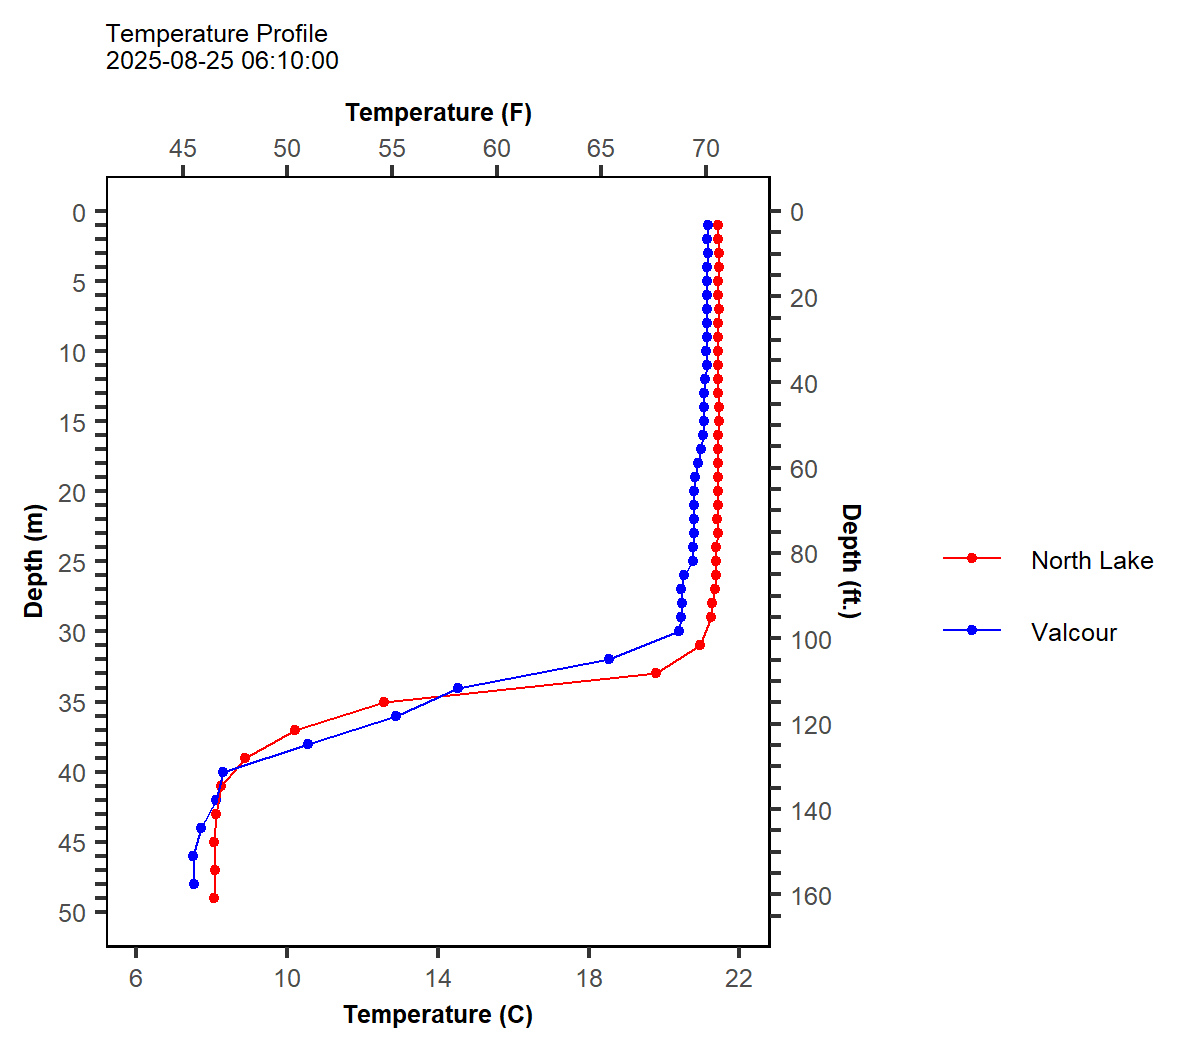 Temperature Profile
2025-08-25 06:10:00
Temperature (F)
45 50 55 60 65 70
0
5
10
15
20
25
30
35
40
45
50
Depth (m)
0
20
40
60
80
100
120
140
160
Depth (ft.)
6 10 14 18 22
Temperature (C)
North Lake
Valcour